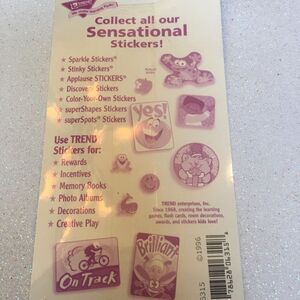 Collect all our
Sensational
Stickers!
★ Sparkle Stickers®
★ Stinky Stickers®
★ Applause STICKERS®
★ Discovery Stickers
★ Color-Your-Own Stickers
★ superShapes Stickers
★ superSpots® Stickers
yes!
Use TREND
Stickers for:
★ Rewards
★ Incentives
★ Memory Books
★ Photo Albums
★ Decorations
★ Creative Play
TREND enterprises, Inc.
Since 1968, creating the learning
games, flash cards, room decorations,
awards, and stickers kids love!
On Track
Brilliant
©1996
6315